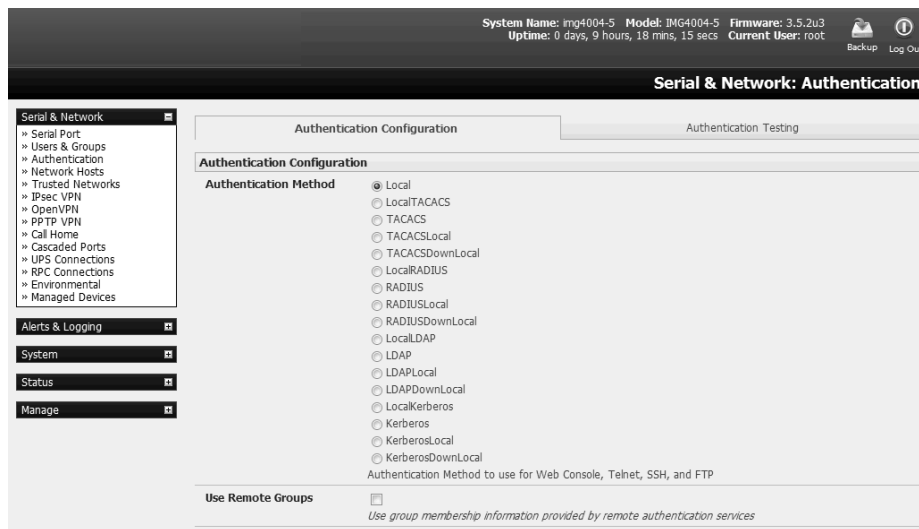 System Name: img4004-5 Model: IMG4004-5 Firmware: 3.5.2u3
Uptime: 0 days, 9 hours, 18 mins, 15 secs Current User: root
Backup
Log Ou
Serial & Network: Authentication
Serial & Network
» Serial Port
» Users & Groups
» Authentication
» Network Hosts
» Trusted Networks
» IPsec VPN
» OpenVPN
» PPTP VPN
» Call Home
» Cascaded Ports
» UPS Connections
» RPC Connections
» Environmental
» Managed Devices
Alerts & Logging
System
Status
Manage
Authentication Configuration
Authentication Testing
Authentication Configuration
Authentication Method
Local
LocalTACACS
TACACS
TACACSLocal
TACACSDownLocal
LocalRADIUS
RADIUS
RADIUSLocal
RADIUSDownLocal
LocalLDAP
LDAP
LDAPLocal
LDAPDownLocal
LocalKerberos
Kerberos
KerberosLocal
KerberosDownLocal
Authentication Method to use for Web Console, Telnet, SSH, and FTP
Use Remote Groups
Use group membership information provided by remote authentication services